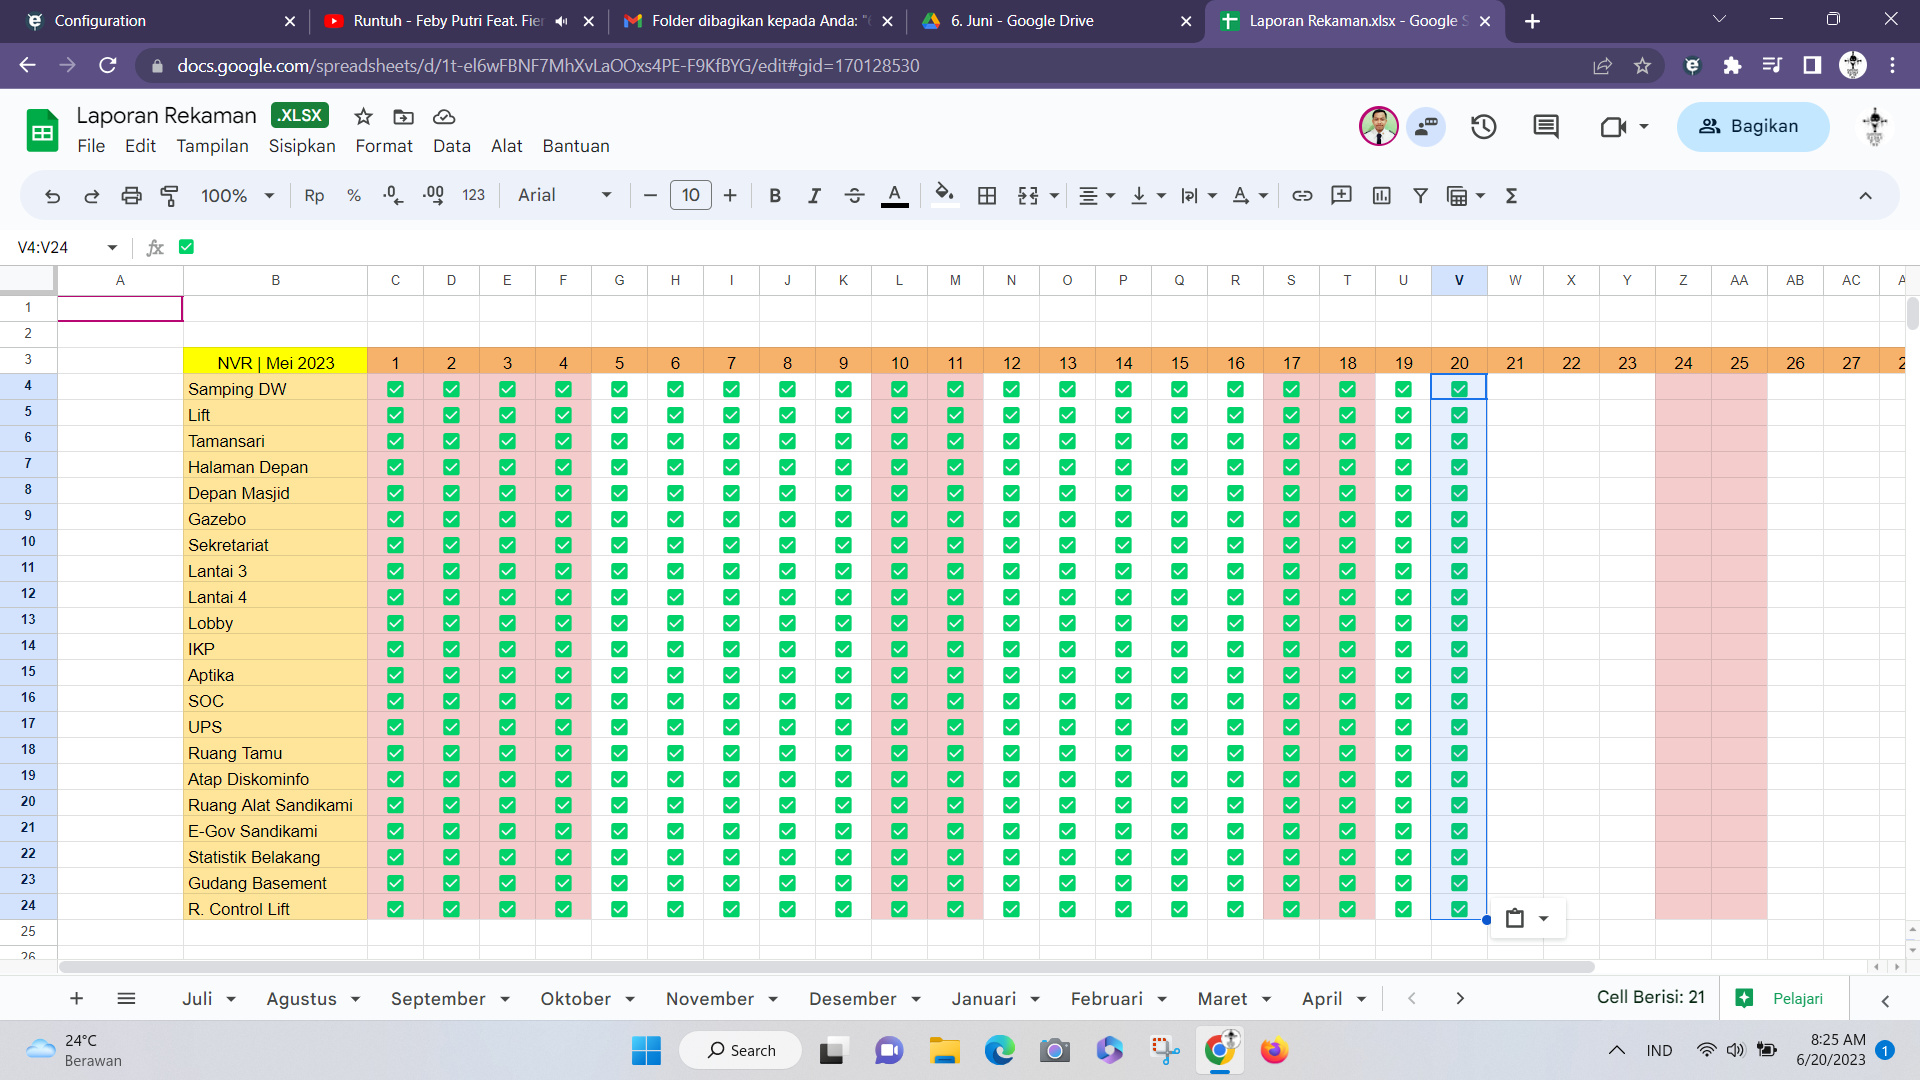 Configuration
Runtuh - Feby Putri Feat. Fier
Folder dibagikan kepada Anda: "6
6. Juni - Google Drive
Laporan Rekaman.xlsx - Google S
docs.google.com/spreadsheets/d/1t-el6wFBNF7MhXvLaOOxs4PE-F9KfBYG/edit#gid=170128530
Laporan Rekaman .XLSX
File Edit Tampilan Sisipkan Format Data Alat Bantuan
Bagikan
100% Rp % .0 .00 123 Arial 10 B I S A Σ
V4:V24 fx ✅
A B C D E F G H I J K L M N O P Q R S T U V W X Y Z AA AB AC A
1
2
3 NVR | Mei 2023 1 2 3 4 5 6 7 8 9 10 11 12 13 14 15 16 17 18 19 20 21 22 23 24 25 26 27 2
4 Samping DW ✅ ✅ ✅ ✅ ✅ ✅ ✅ ✅ ✅ ✅ ✅ ✅ ✅ ✅ ✅ ✅ ✅ ✅ ✅ ✅
5 Lift ✅ ✅ ✅ ✅ ✅ ✅ ✅ ✅ ✅ ✅ ✅ ✅ ✅ ✅ ✅ ✅ ✅ ✅ ✅ ✅
6 Tamansari ✅ ✅ ✅ ✅ ✅ ✅ ✅ ✅ ✅ ✅ ✅ ✅ ✅ ✅ ✅ ✅ ✅ ✅ ✅ ✅
7 Halaman Depan ✅ ✅ ✅ ✅ ✅ ✅ ✅ ✅ ✅ ✅ ✅ ✅ ✅ ✅ ✅ ✅ ✅ ✅ ✅ ✅
8 Depan Masjid ✅ ✅ ✅ ✅ ✅ ✅ ✅ ✅ ✅ ✅ ✅ ✅ ✅ ✅ ✅ ✅ ✅ ✅ ✅ ✅
9 Gazebo ✅ ✅ ✅ ✅ ✅ ✅ ✅ ✅ ✅ ✅ ✅ ✅ ✅ ✅ ✅ ✅ ✅ ✅ ✅ ✅
10 Sekretariat ✅ ✅ ✅ ✅ ✅ ✅ ✅ ✅ ✅ ✅ ✅ ✅ ✅ ✅ ✅ ✅ ✅ ✅ ✅ ✅
11 Lantai 3 ✅ ✅ ✅ ✅ ✅ ✅ ✅ ✅ ✅ ✅ ✅ ✅ ✅ ✅ ✅ ✅ ✅ ✅ ✅ ✅
12 Lantai 4 ✅ ✅ ✅ ✅ ✅ ✅ ✅ ✅ ✅ ✅ ✅ ✅ ✅ ✅ ✅ ✅ ✅ ✅ ✅ ✅
13 Lobby ✅ ✅ ✅ ✅ ✅ ✅ ✅ ✅ ✅ ✅ ✅ ✅ ✅ ✅ ✅ ✅ ✅ ✅ ✅ ✅
14 IKP ✅ ✅ ✅ ✅ ✅ ✅ ✅ ✅ ✅ ✅ ✅ ✅ ✅ ✅ ✅ ✅ ✅ ✅ ✅ ✅
15 Aptika ✅ ✅ ✅ ✅ ✅ ✅ ✅ ✅ ✅ ✅ ✅ ✅ ✅ ✅ ✅ ✅ ✅ ✅ ✅ ✅
16 SOC ✅ ✅ ✅ ✅ ✅ ✅ ✅ ✅ ✅ ✅ ✅ ✅ ✅ ✅ ✅ ✅ ✅ ✅ ✅ ✅
17 UPS ✅ ✅ ✅ ✅ ✅ ✅ ✅ ✅ ✅ ✅ ✅ ✅ ✅ ✅ ✅ ✅ ✅ ✅ ✅ ✅
18 Ruang Tamu ✅ ✅ ✅ ✅ ✅ ✅ ✅ ✅ ✅ ✅ ✅ ✅ ✅ ✅ ✅ ✅ ✅ ✅ ✅ ✅
19 Atap Diskominfo ✅ ✅ ✅ ✅ ✅ ✅ ✅ ✅ ✅ ✅ ✅ ✅ ✅ ✅ ✅ ✅ ✅ ✅ ✅ ✅
20 Ruang Alat Sandikami ✅ ✅ ✅ ✅ ✅ ✅ ✅ ✅ ✅ ✅ ✅ ✅ ✅ ✅ ✅ ✅ ✅ ✅ ✅ ✅
21 E-Gov Sandikami ✅ ✅ ✅ ✅ ✅ ✅ ✅ ✅ ✅ ✅ ✅ ✅ ✅ ✅ ✅ ✅ ✅ ✅ ✅ ✅
22 Statistik Belakang ✅ ✅ ✅ ✅ ✅ ✅ ✅ ✅ ✅ ✅ ✅ ✅ ✅ ✅ ✅ ✅ ✅ ✅ ✅ ✅
23 Gudang Basement ✅ ✅ ✅ ✅ ✅ ✅ ✅ ✅ ✅ ✅ ✅ ✅ ✅ ✅ ✅ ✅ ✅ ✅ ✅ ✅
24 R. Control Lift ✅ ✅ ✅ ✅ ✅ ✅ ✅ ✅ ✅ ✅ ✅ ✅ ✅ ✅ ✅ ✅ ✅ ✅ ✅ ✅
25
26
Juli Agustus September Oktober November Desember Januari Februari Maret April Cell Berisi: 21 Pelajari
24°C
Berawan
Search
IND
8:25 AM
6/20/2023
1